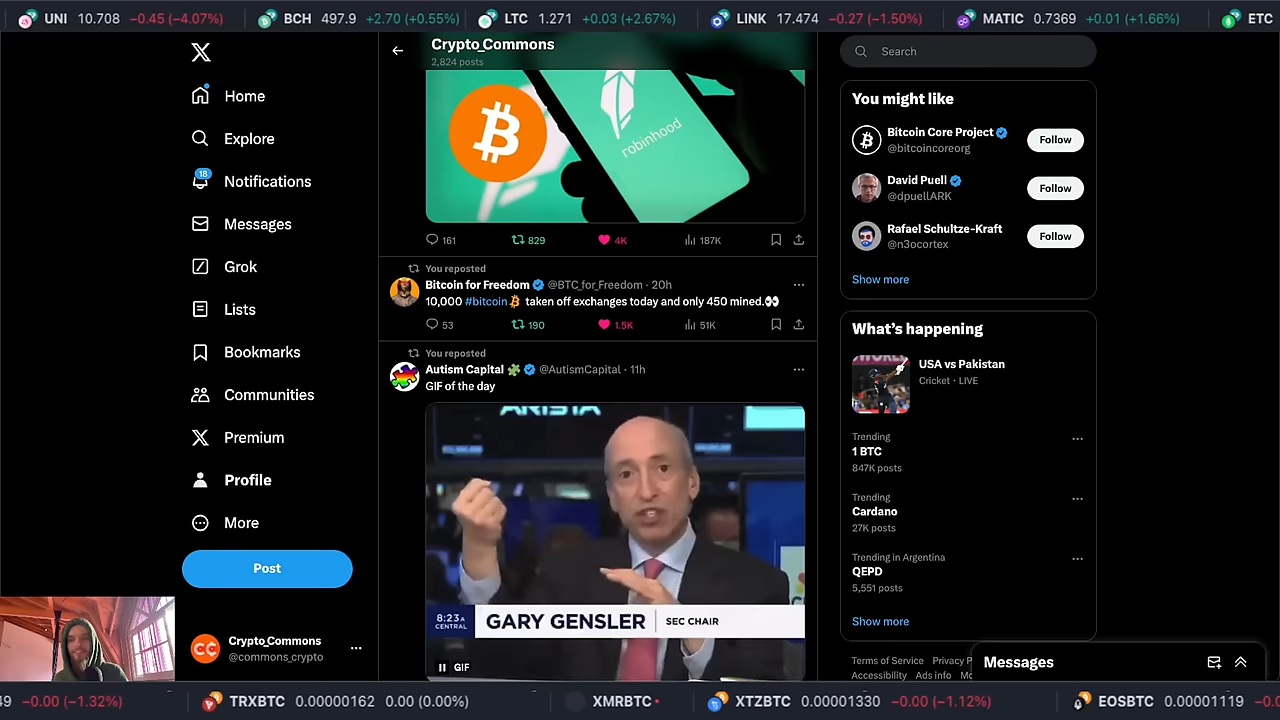 UNI 10.708 -0.45 (-4.07%) BCH 497.9 +2.70 (+0.55%) LTC 1.271 +0.03 (+2.67%) LINK 17.474 -0.27 (-1.50%) MATIC 0.7369 +0.01 (+1.66%) ETC
Crypto_Commons
2,824 posts
robinhood
161 829 4K 187K
You reposted
Bitcoin for Freedom @BTC_for_Freedom · 20h
10,000 #bitcoin taken off exchanges today and only 450 mined.👀
53 190 1.5K 51K
You reposted
Autism Capital 🧩 @AutismCapital · 11h
GIF of the day
ARISTA
8:23A
CENTRAL
GARY GENSLER
SEC CHAIR
GIF
Home
Explore
18
Notifications
Messages
Grok
Lists
Bookmarks
Communities
Premium
Profile
More
Post
Crypto_Commons
@commons_crypto
Search
You might like
Bitcoin Core Project
@bitcoincoreorg
Follow
David Puell
@dpuellARK
Follow
Rafael Schultze-Kraft
@n3ocortex
Follow
Show more
What's happening
USA vs Pakistan
Cricket · LIVE
Trending
1 BTC
847K posts
Trending
Cardano
27K posts
Trending in Argentina
QEPD
5,551 posts
Show more
Terms of Service Privacy P
Accessibility Ads info Mc
Messages
49 -0.00 (-1.32%) TRXBTC 0.00000162 0.00 (0.00%) XMRBTC XTZBTC 0.00001330 -0.00 (-1.12%) EOSBTC 0.00001119 -0.0